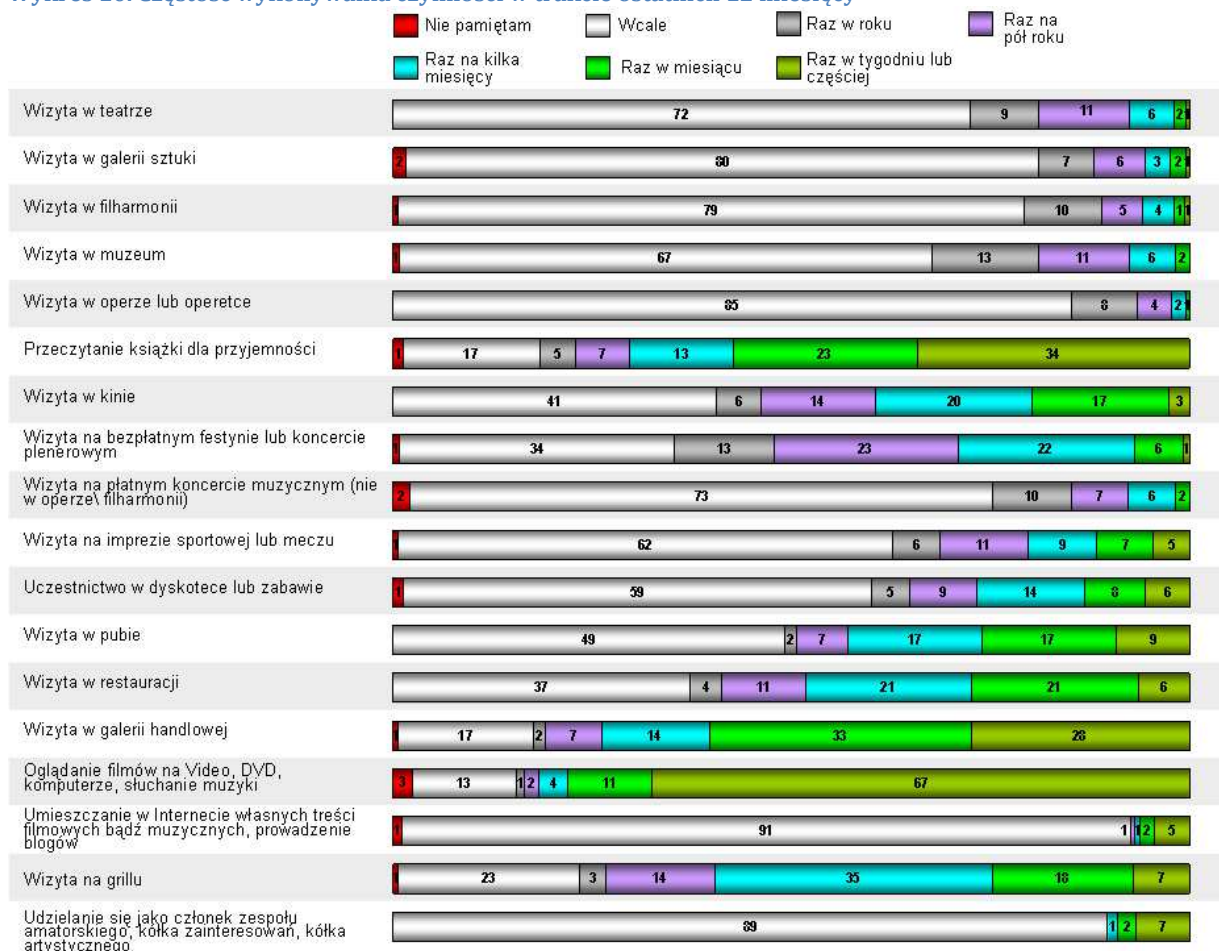 Nie pamiętam Wcale Raz w roku Raz na pół roku
Raz na kilka miesięcy Raz w miesiącu Raz w tygodniu lub częściej
Wizyta w teatrze 72 9 11 6 2 1
Wizyta w galerii sztuki 2 80 7 6 3 2 1
Wizyta w filharmonii 1 79 10 5 4 1 1
Wizyta w muzeum 1 67 13 11 6 2
Wizyta w operze lub operetce 85 8 4 2 1
Przeczytanie książki dla przyjemności 1 17 5 7 13 23 34
Wizyta w kinie 41 6 14 20 17 3
Wizyta na bezpłatnym festynie lub koncercie
plenerowym 1 34 13 23 22 6 1
Wizyta na płatnym koncercie muzycznym (nie
w operze\ filharmonii) 2 73 10 7 6 2
Wizyta na imprezie sportowej lub meczu 1 62 6 11 9 7 5
Uczestnictwo w dyskotece lub zabawie 1 59 5 9 14 8 6
Wizyta w pubie 49 2 7 17 17 9
Wizyta w restauracji 37 4 11 21 21 6
Wizyta w galerii handlowej 1 17 2 7 14 33 28
Oglądanie filmów na Video, DVD,
komputerze, słuchanie muzyki 3 13 1 2 4 11 67
Umieszczanie w Internecie własnych treści
filmowych bądź muzycznych, prowadzenie
blogów 1 91 1 1 2 5
Wizyta na grillu 1 23 3 14 35 18 7
Udzielanie się jako członek zespołu
amatorskiego, kółka zainteresowań, kółka
artystycznego 89 1 2 7